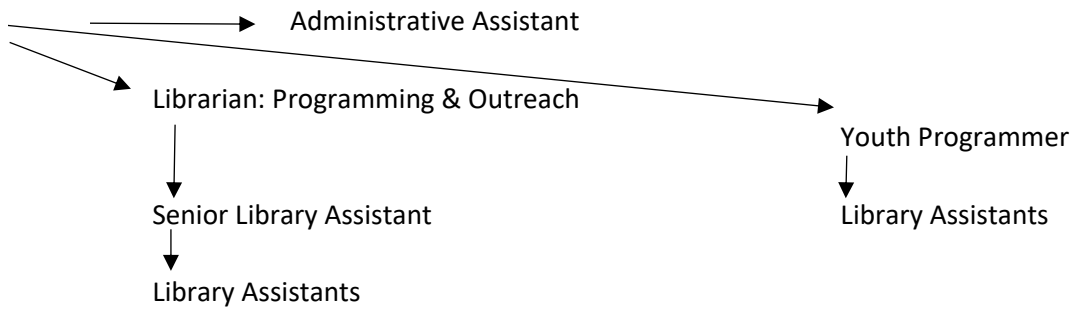 Administrative Assistant
Librarian: Programming & Outreach
Youth Programmer
Senior Library Assistant
Library Assistants
Library Assistants